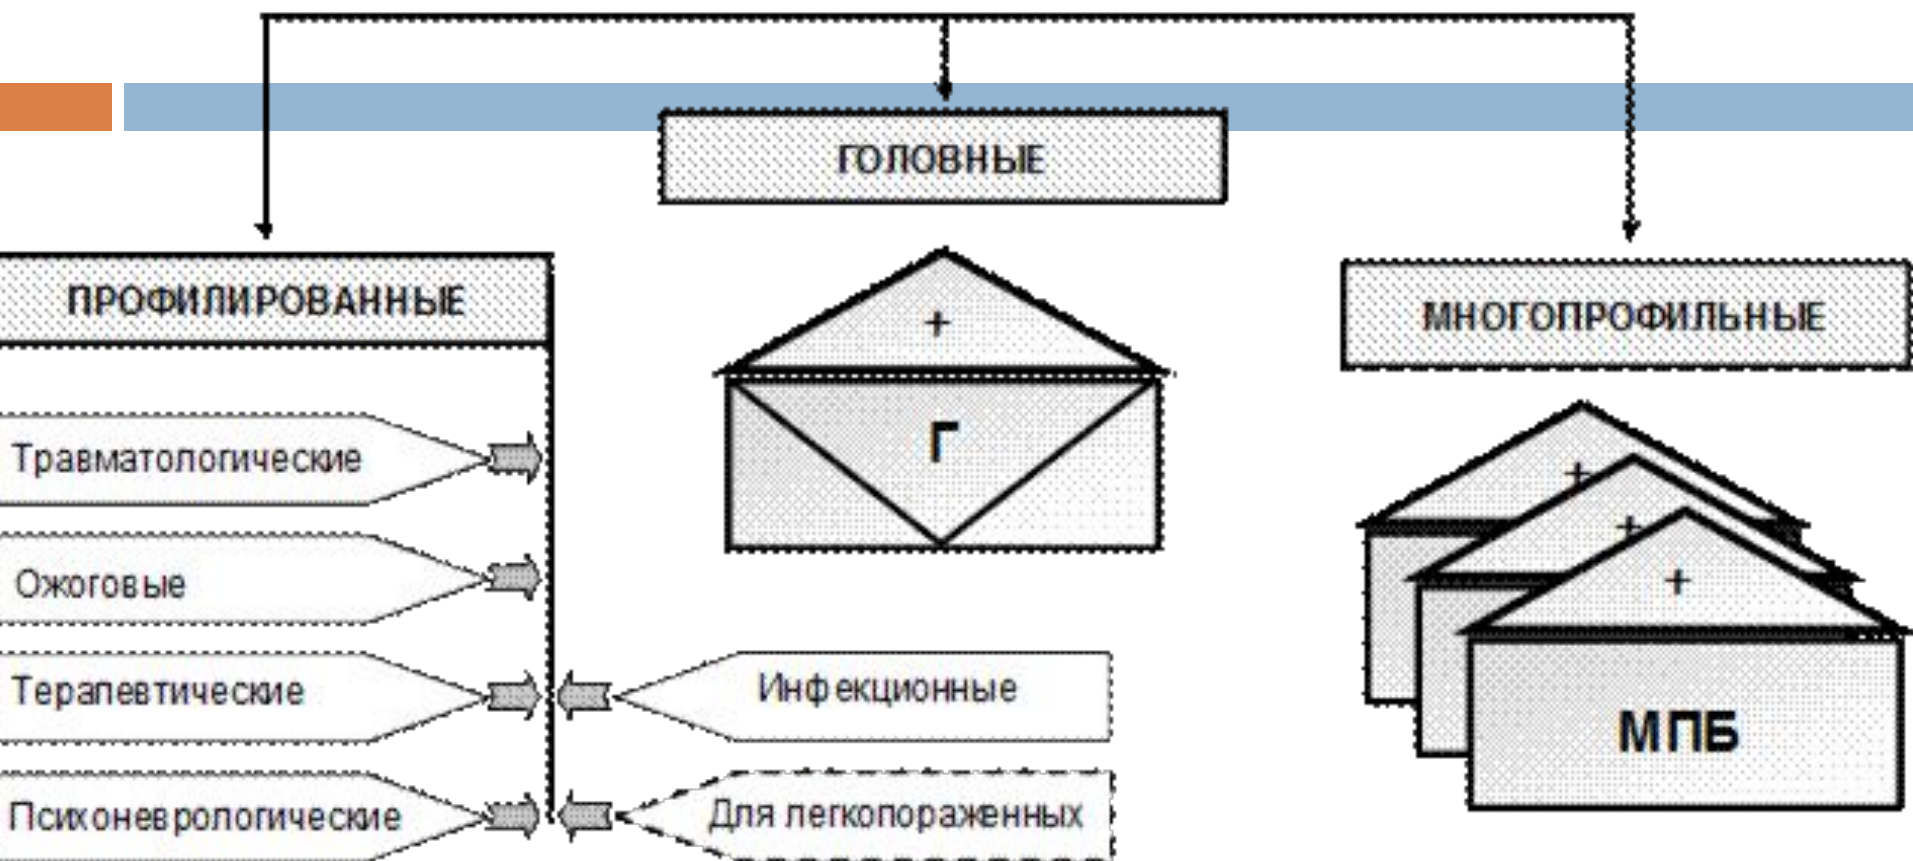 ГОЛОВНЫЕ
ПРОФИЛИРОВАННЫЕ
МНОГОПРОФИЛЬНЫЕ
+
Г
Травматологические
Ожоговые
Терапевтические
Психоневрологические
Инфекционные
Для легкопораженных
+
+
+
МПБ